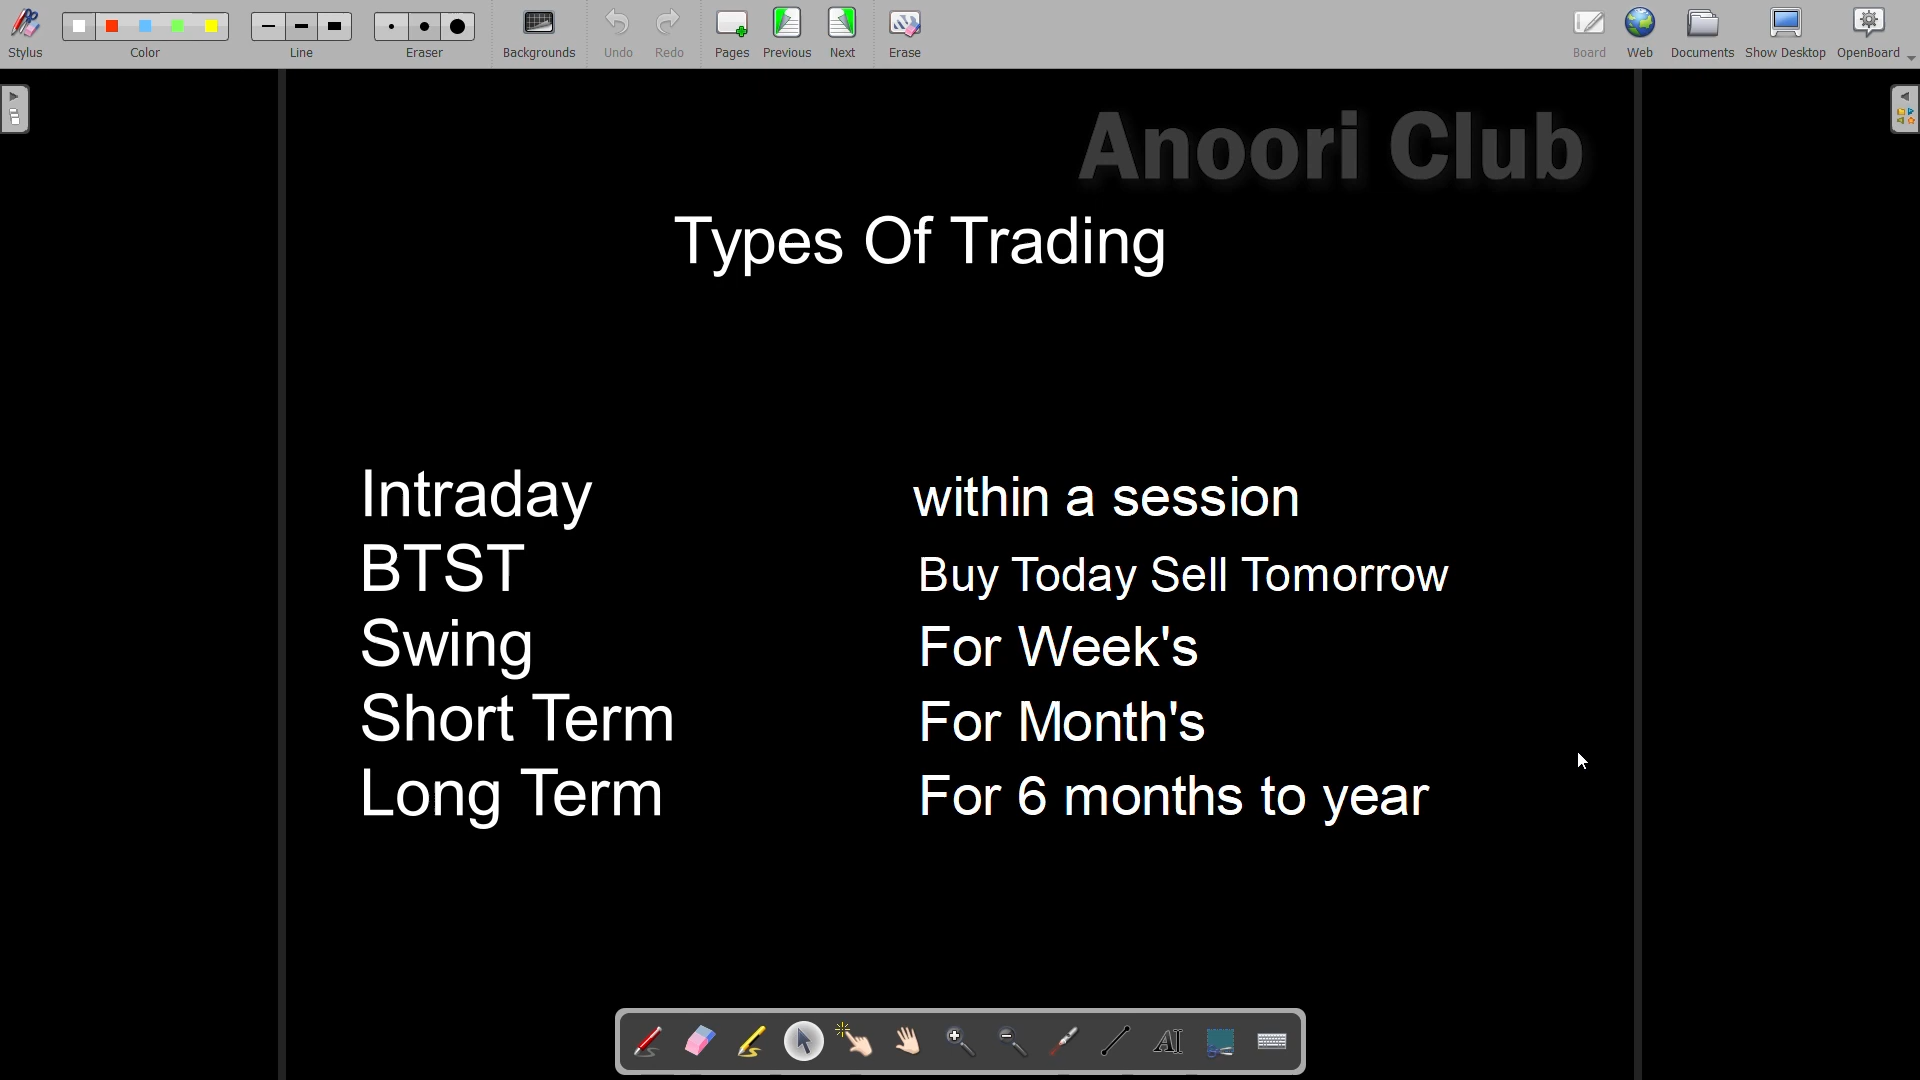 Stylus
Color
Line
Eraser
Backgrounds
Undo
Redo
Pages
Previous
Next
Erase
Board
Web
Documents
Show Desktop
OpenBoard
Anoori Club
Types Of Trading
Intraday within a session
BTST Buy Today Sell Tomorrow
Swing For Week's
Short Term For Month's
Long Term For 6 months to year
AI